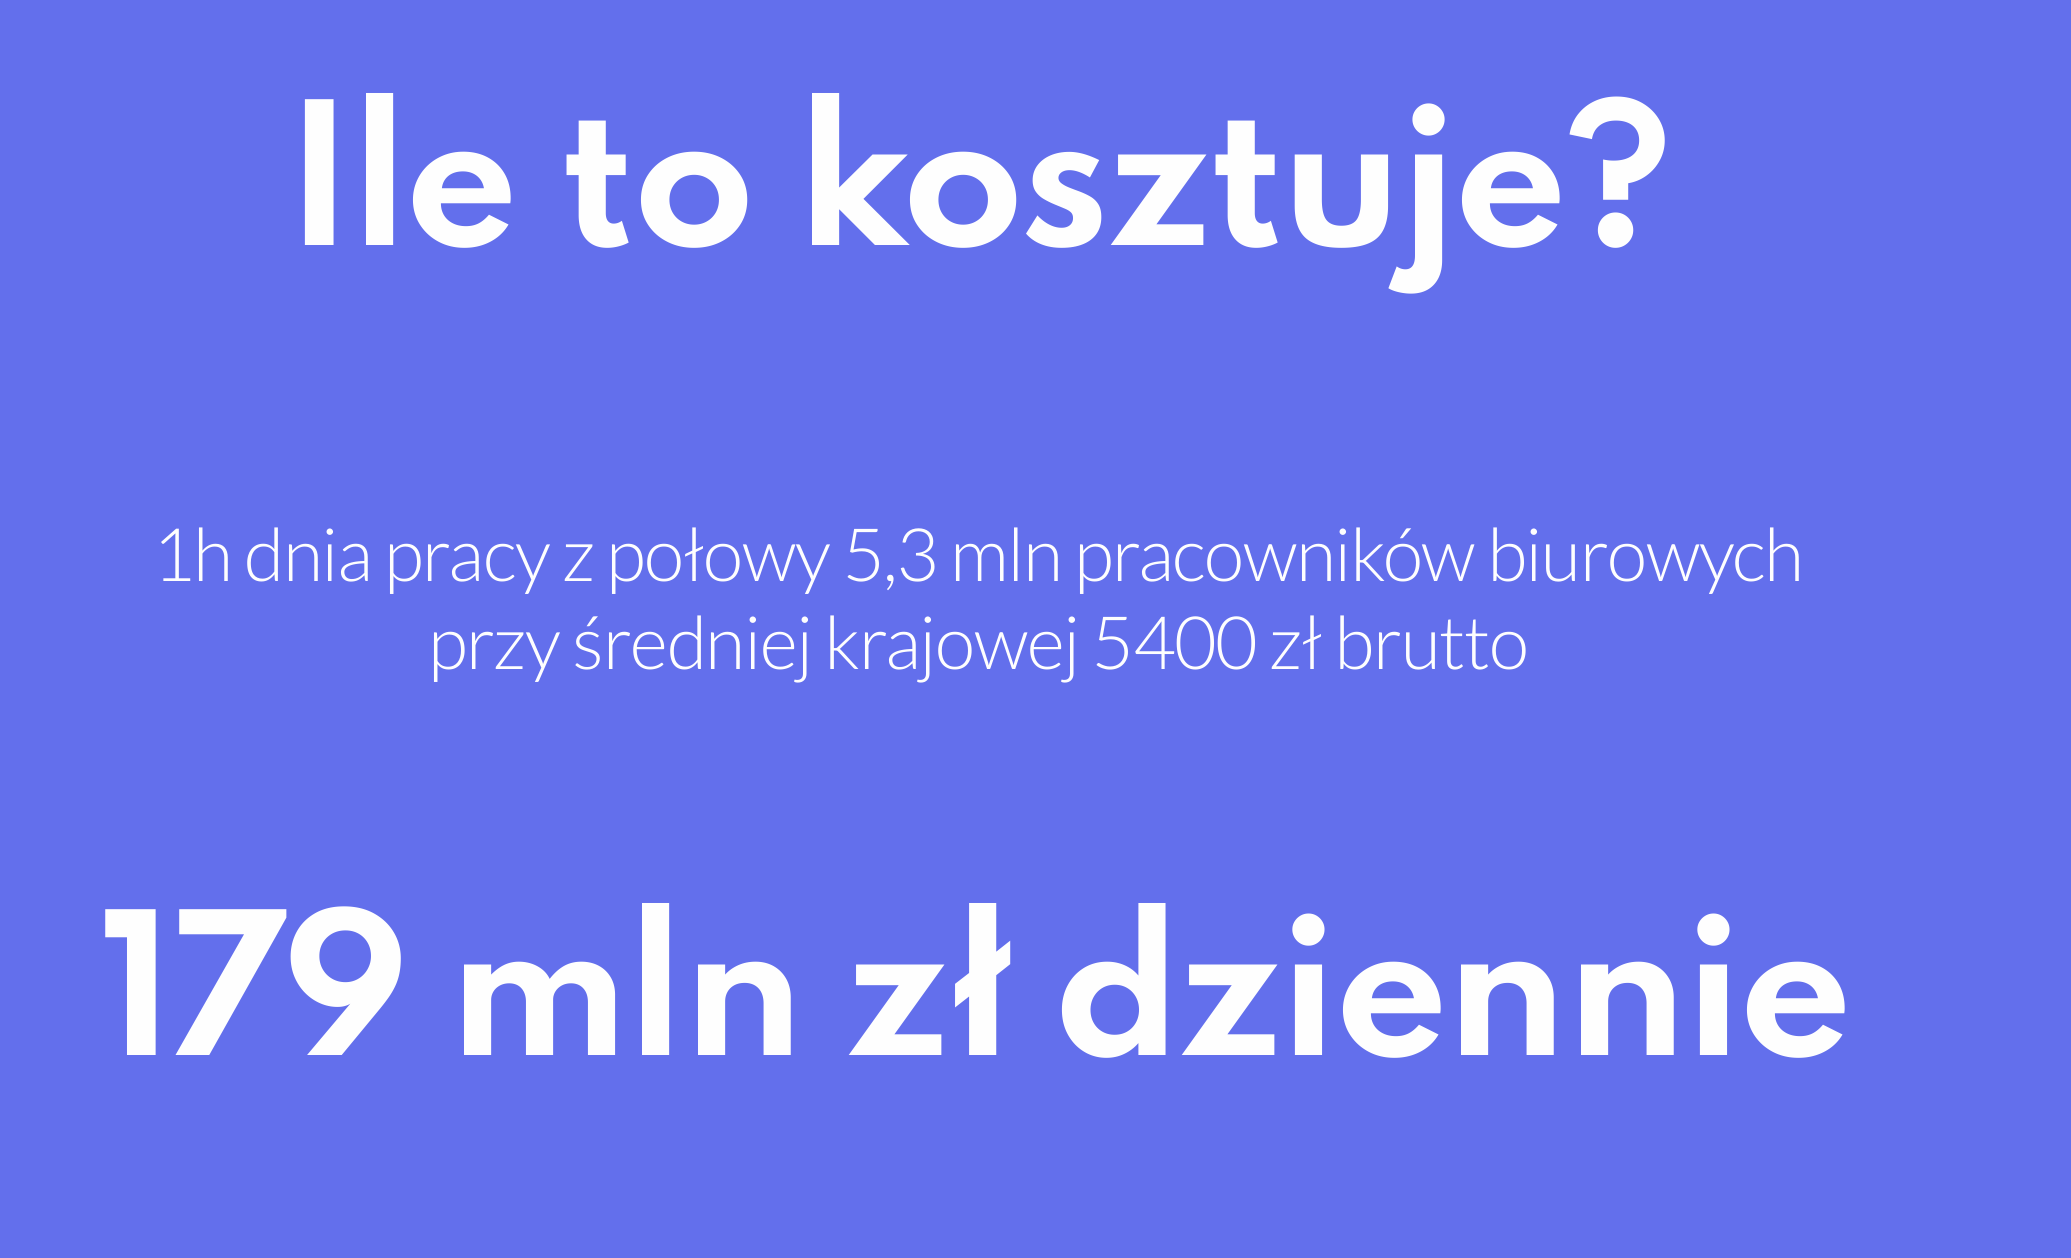 Ile to kosztuje?
1h dnia pracy z połowy 5,3 mln pracowników biurowych
przy średniej krajowej 5400 zł brutto
179 mln zł dziennie